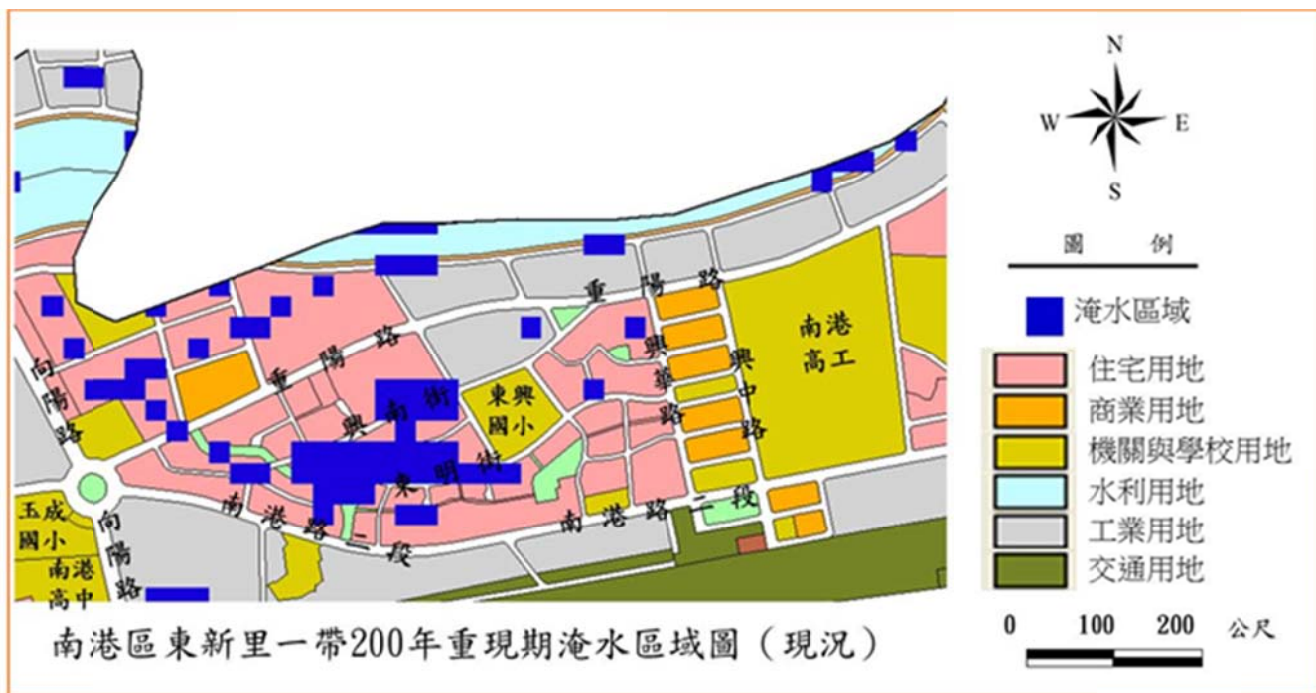 N
W
E
S
圖 例
淹水區域
住宅用地
商業用地
機關與學校用地
水利用地
工業用地
交通用地
0 100 200 公尺
重陽路
南港
高工
興華路
興中路
向陽路
重陽路
東興
國小
興南街
東明街
南港路二段
南港路二段
玉成
國小
向陽路
南港
高中
南港區東新里一帶200年重現期淹水區域圖（現況）